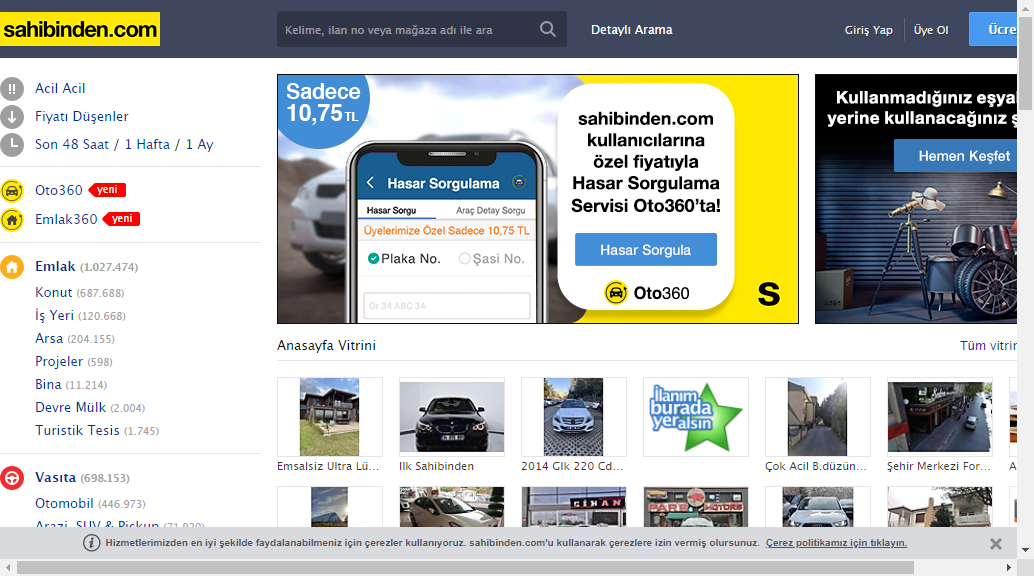 sahibinden.com
Kelime, ilan no veya mağaza adı ile ara
Detaylı Arama
Giriş Yap
Üye Ol
Ücre
Acil Acil
Fiyatı Düşenler
Son 48 Saat / 1 Hafta / 1 Ay
Oto360 yeni
Emlak360 yeni
Emlak (1.027.474)
Konut (687.688)
İş Yeri (120.668)
Arsa (204.155)
Projeler (598)
Bina (11.214)
Devre Mülk (2.004)
Turistik Tesis (1.745)
Vasıta (698.153)
Otomobil (446.973)
Arazi, SUV & Pickup (71.920)
Sadece
10,75 TL
Hasar Sorgulama
Hasar Sorgu
Araç Detay Sorgu
Üyelerimize Özel Sadece 10,75 TL
Plaka No.
Şasi No.
Ör 34 ABC 34
sahibinden.com
kullanıcılarına
özel fiyatıyla
Hasar Sorgulama
Servisi Oto360'ta!
Hasar Sorgula
Oto360
S
Kullanmadığınız eşya
yerine kullanacağınız ş
Hemen Keşfet
Anasayfa Vitrini
Tüm vitrin
ilanım
burada
yeralsın
Emsalsiz Ultra Lü...
Ilk Sahibinden
2014 Glk 220 Cd...
Çok Acil B.düzün...
Şehir Merkezi For...
A
CIHAN
PARE MOTORS
Hizmetlerimizden en iyi şekilde faydalanabilmeniz için çerezler kullanıyoruz. sahibinden.com'u kullanarak çerezlere izin vermiş olursunuz. Çerez politikamız için tıklayın.